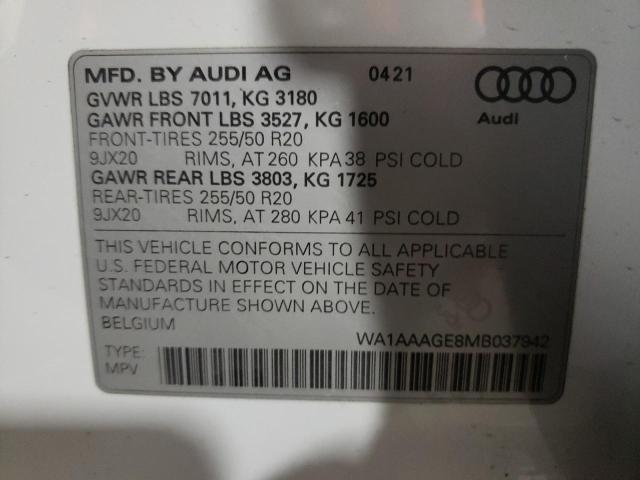 MFD. BY AUDI AG 0421
GVWR LBS 7011, KG 3180
GAWR FRONT LBS 3527, KG 1600
Audi
FRONT-TIRES 255/50 R20
9JX20 RIMS, AT 260 KPA 38 PSI COLD
GAWR REAR LBS 3803, KG 1725
REAR-TIRES 255/50 R20
9JX20 RIMS, AT 280 KPA 41 PSI COLD
THIS VEHICLE CONFORMS TO ALL APPLICABLE
U.S. FEDERAL MOTOR VEHICLE SAFETY
STANDARDS IN EFFECT ON THE DATE OF
MANUFACTURE SHOWN ABOVE.
BELGIUM
WA1AAAGE8MB037942
TYPE:
MPV